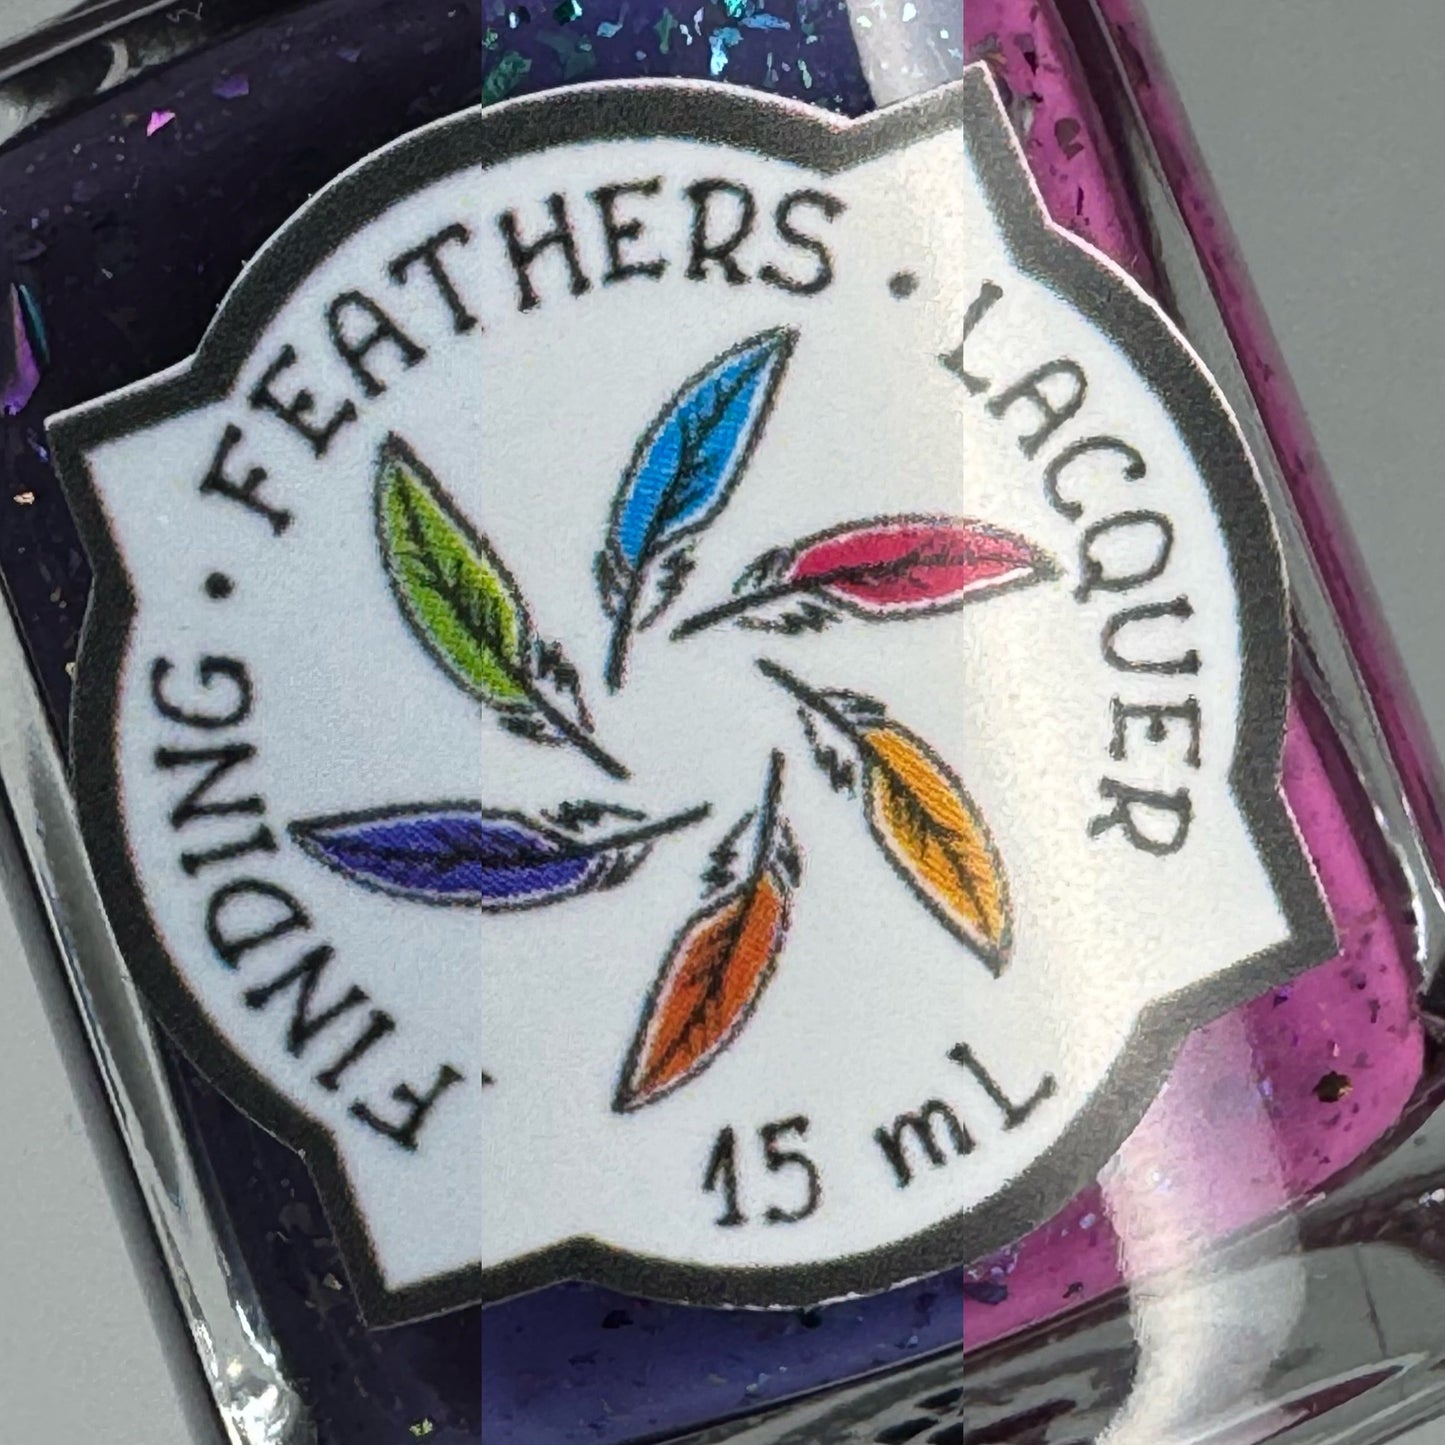 FINDING · FEATHERS · LACQUER
15 mL